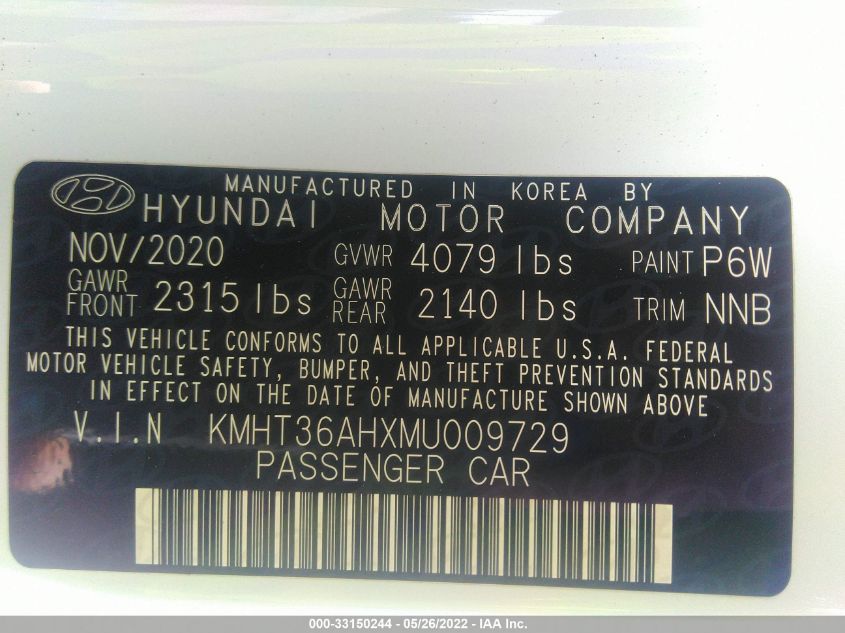 MANUFACTURED IN KOREA BY
HYUNDAI MOTOR COMPANY
NOV/2020 GVWR 4079 lbs PAINT P6W
GAWR FRONT 2315 lbs GAWR REAR 2140 lbs TRIM NNB
THIS VEHICLE CONFORMS TO ALL APPLICABLE U.S.A. FEDERAL
MOTOR VEHICLE SAFETY, BUMPER, AND THEFT PREVENTION STANDARDS
IN EFFECT ON THE DATE OF MANUFACTURE SHOWN ABOVE
V.I.N KMHT36AHXMU009729
PASSENGER CAR
000-33150244 - 05/26/2022 - IAA Inc.